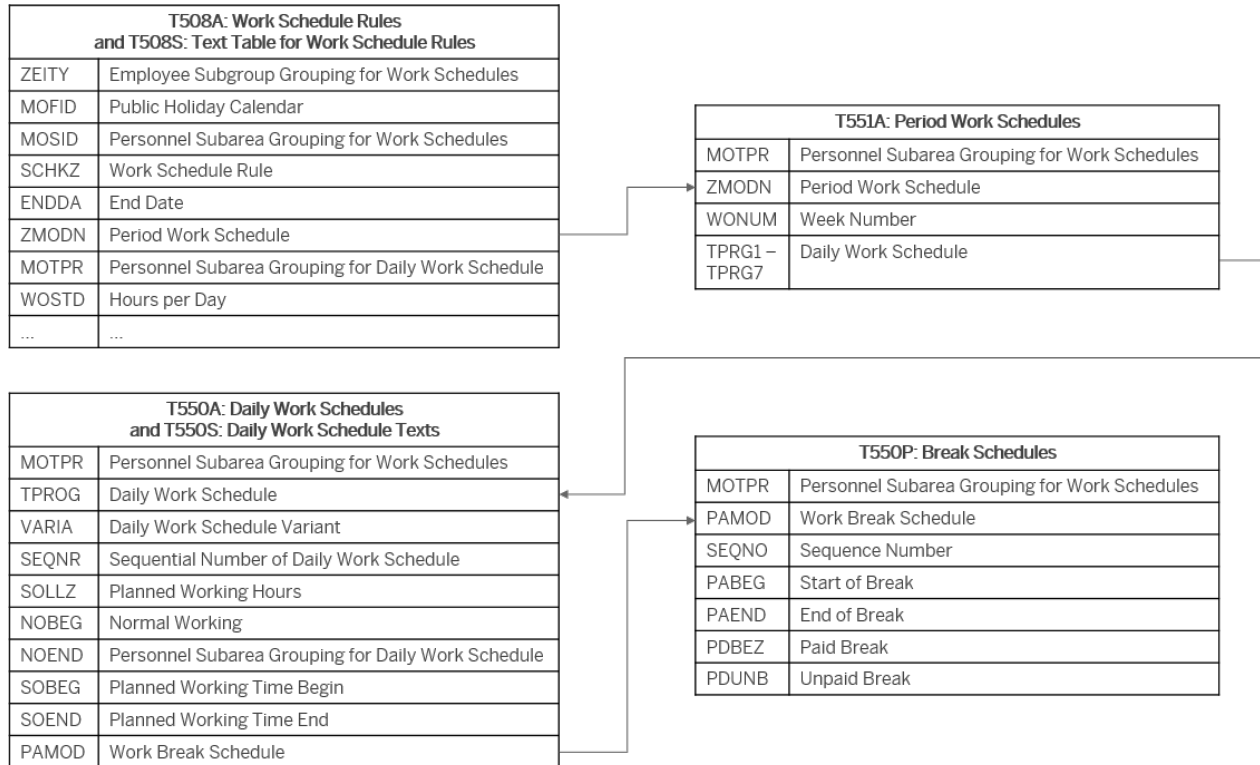 T508A: Work Schedule Rules
and T508S: Text Table for Work Schedule Rules
ZEITY Employee Subgroup Grouping for Work Schedules
MOFID Public Holiday Calendar
MOSID Personnel Subarea Grouping for Work Schedules
SCHKZ Work Schedule Rule
ENDDA End Date
ZMODN Period Work Schedule
MOTPR Personnel Subarea Grouping for Daily Work Schedule
WOSTD Hours per Day
... ...
T551A: Period Work Schedules
MOTPR Personnel Subarea Grouping for Work Schedules
ZMODN Period Work Schedule
WONUM Week Number
TPRG1 – Daily Work Schedule
TPRG7
T550A: Daily Work Schedules
and T550S: Daily Work Schedule Texts
MOTPR Personnel Subarea Grouping for Work Schedules
TPROG Daily Work Schedule
VARIA Daily Work Schedule Variant
SEQNR Sequential Number of Daily Work Schedule
SOLLZ Planned Working Hours
NOBEG Normal Working
NOEND Personnel Subarea Grouping for Daily Work Schedule
SOBEG Planned Working Time Begin
SOEND Planned Working Time End
PAMOD Work Break Schedule
T550P: Break Schedules
MOTPR Personnel Subarea Grouping for Work Schedules
PAMOD Work Break Schedule
SEQNO Sequence Number
PABEG Start of Break
PAEND End of Break
PDBEZ Paid Break
PDUNB Unpaid Break